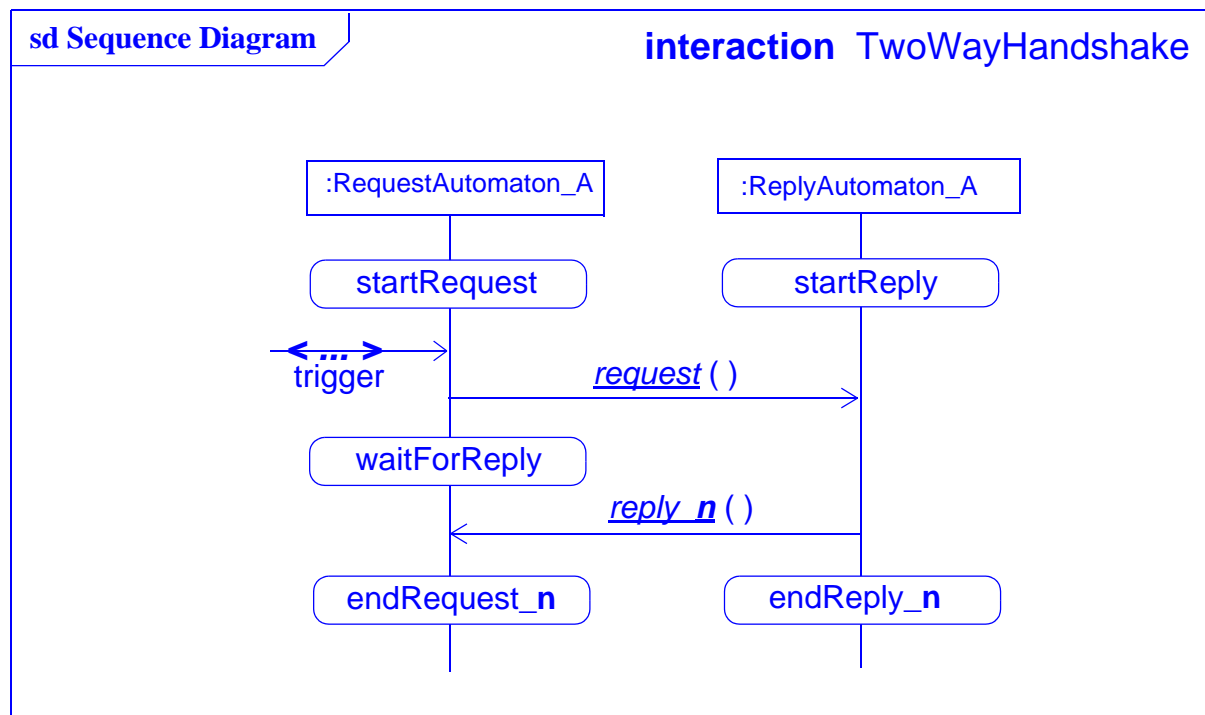 sd Sequence Diagram
interaction TwoWayHandshake
:RequestAutomaton_A
:ReplyAutomaton_A
startRequest
startReply
< ... >
trigger
request ( )
waitForReply
reply_n ( )
endRequest_n
endReply_n